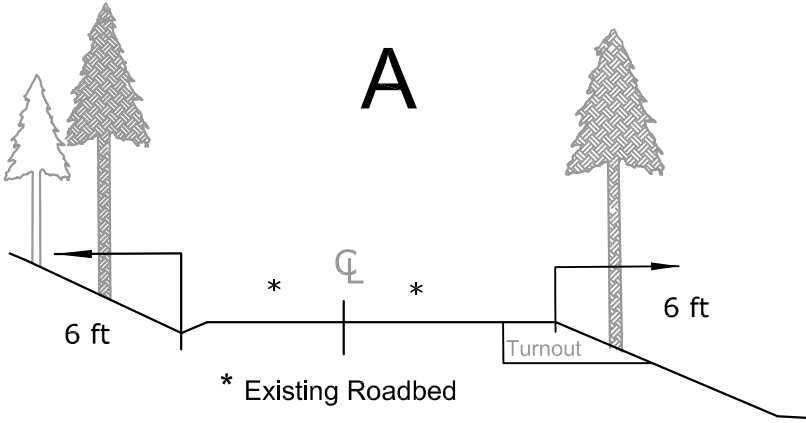 A
℄
* *
6 ft
6 ft
Turnout
* Existing Roadbed